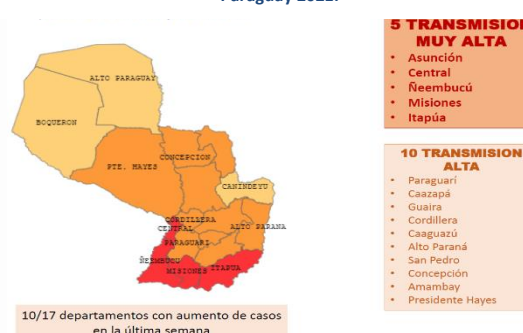 Paraguay 2022.
ALTO PARAGUAY
BOQUERON
PTE. HAYES
CONCEPCION
CANINDEYU
CORDILLERA
CENTRAL
ALTO PARANA
PARAGUARI
ÑEEMBUCU
MISIONES
ITAPUA
10/17 departamentos con aumento de casos
en la última semana
5 TRANSMISION
MUY ALTA
• Asunción
• Central
• Ñeembucú
• Misiones
• Itapúa
10 TRANSMISION
ALTA
• Paraguarí
• Caazapá
• Guaira
• Cordillera
• Caaguazú
• Alto Paraná
• San Pedro
• Concepción
• Amambay
• Presidente Hayes